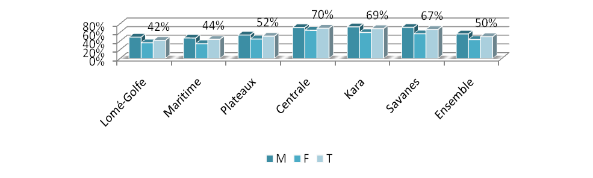 80%
60%
40%
20%
0%
42%
44%
52%
70%
69%
67%
50%
Lomé-Golfe
Maritime
Plateaux
Centrale
Kara
Savanes
Ensemble
M F T